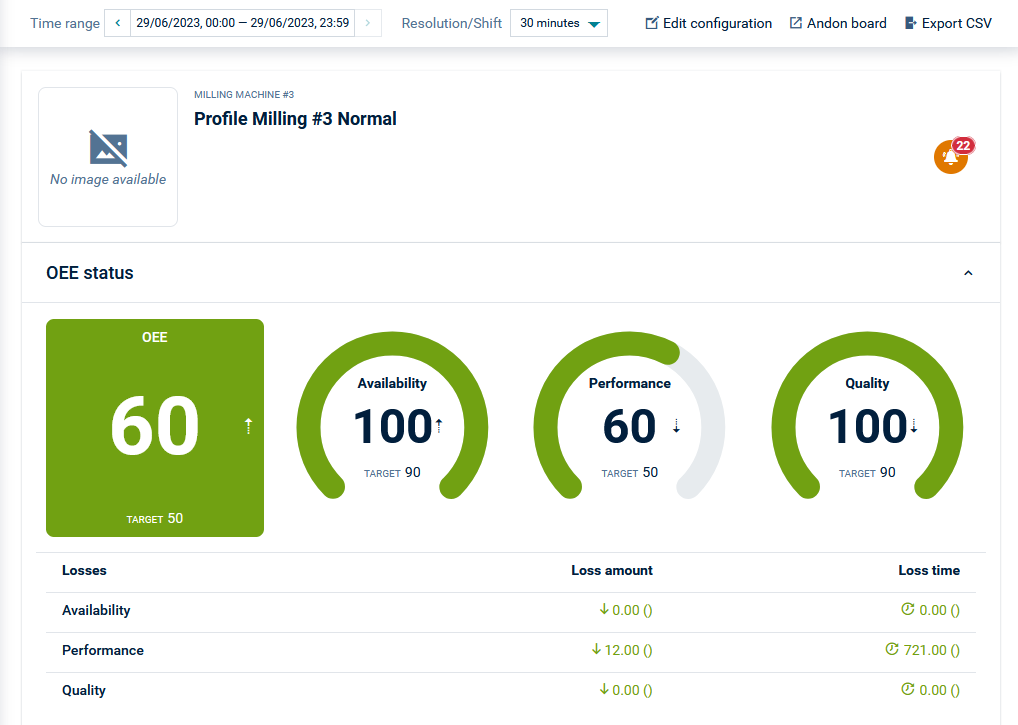 Time range 29/06/2023, 00:00 — 29/06/2023, 23:59 Resolution/Shift 30 minutes Edit configuration Andon board Export CSV
MILLING MACHINE #3
Profile Milling #3 Normal
No image available
22
OEE status
OEE
60
TARGET 50
Availability
100
TARGET 90
Performance
60
TARGET 50
Quality
100
TARGET 90
Losses Loss amount Loss time
Availability 0.00 () 0.00 ()
Performance 12.00 () 721.00 ()
Quality 0.00 () 0.00 ()